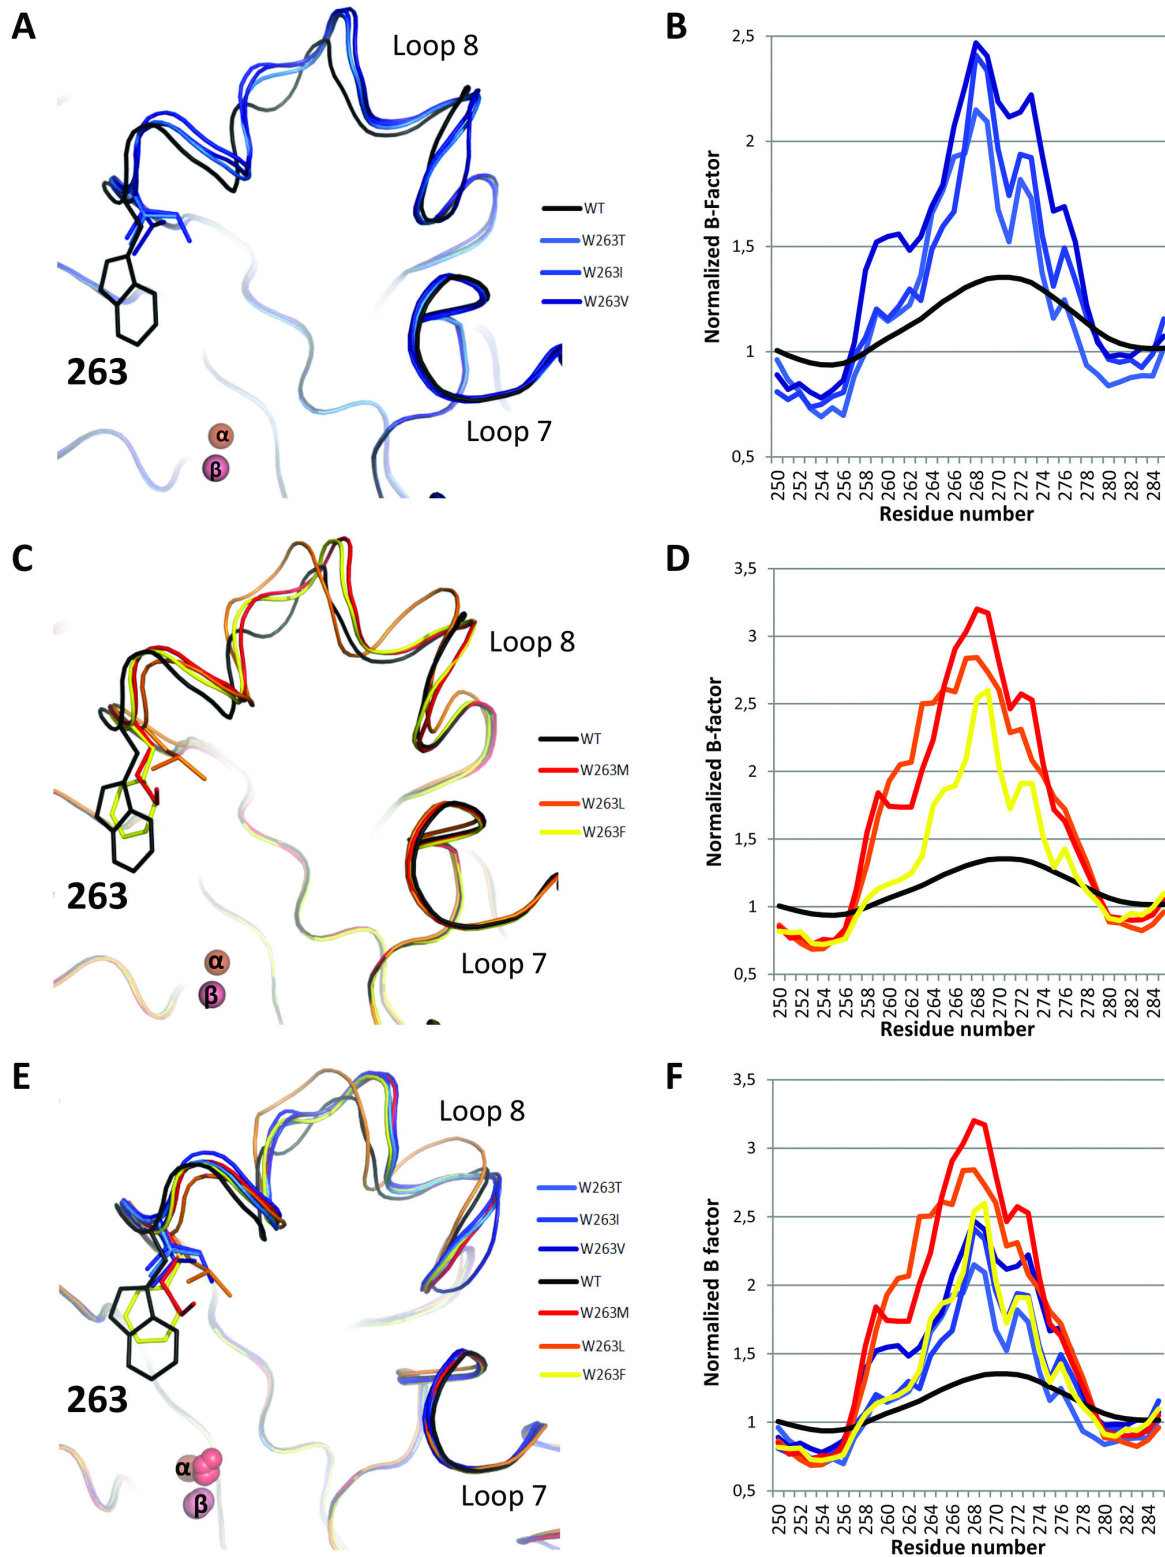 A
Loop 8
WT
W263T
W263I
W263V
263
α
β
Loop 7
B
Normalized B-Factor
2,5
2
1,5
1
0,5
250 252 254 256 258 260 262 264 266 268 270 272 274 276 278 280 282 284
Residue number
C
Loop 8
WT
W263M
W263L
W263F
263
α
β
Loop 7
D
Normalized B-factor
3,5
3
2,5
2
1,5
1
0,5
250 252 254 256 258 260 262 264 266 268 270 272 274 276 278 280 282 284
Residue number
E
Loop 8
W263T
W263I
W263V
WT
W263M
W263L
W263F
263
α
β
Loop 7
F
Normalized B factor
3,5
3
2,5
2
1,5
1
0,5
250 252 254 256 258 260 262 264 266 268 270 272 274 276 278 280 282 284
Residue number